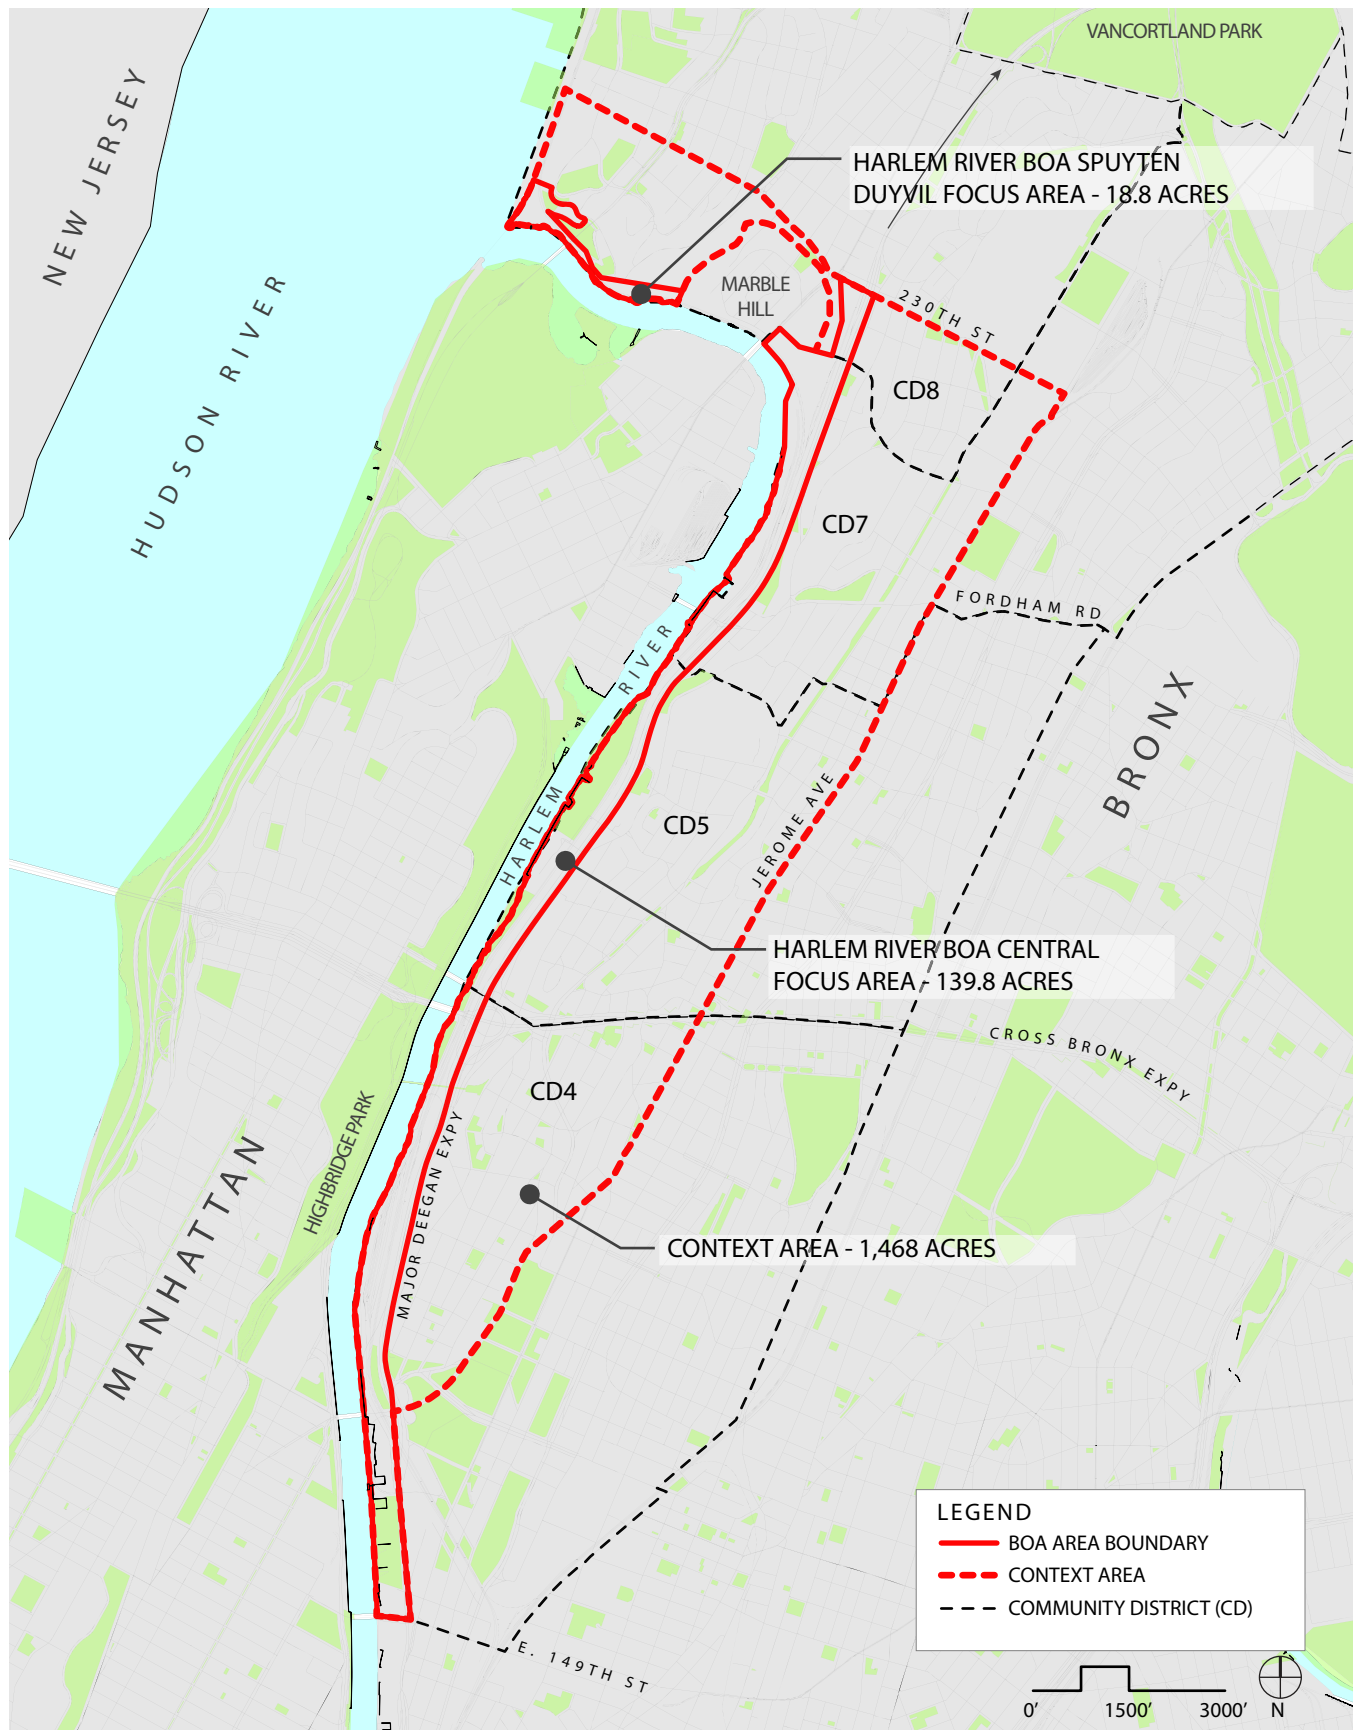 VANCORTLAND PARK
NEW JERSEY
HARLEM RIVER BOA SPUYTEN
DUYVIL FOCUS AREA - 18.8 ACRES
HUDSON RIVER
MARBLE
HILL
230TH ST
CD8
CD7
FORDHAM RD
HARLEM RIVER
BRONX
JEROME AVE
CD5
HARLEM RIVER BOA CENTRAL
FOCUS AREA - 139.8 ACRES
CROSS BRONX EXPY
CD4
HIGHBRIDGE PARK
MAJOR DEEGAN EXPY
MANHATTAN
CONTEXT AREA - 1,468 ACRES
E. 149TH ST
LEGEND
BOA AREA BOUNDARY
CONTEXT AREA
COMMUNITY DISTRICT (CD)
0' 1500' 3000' N